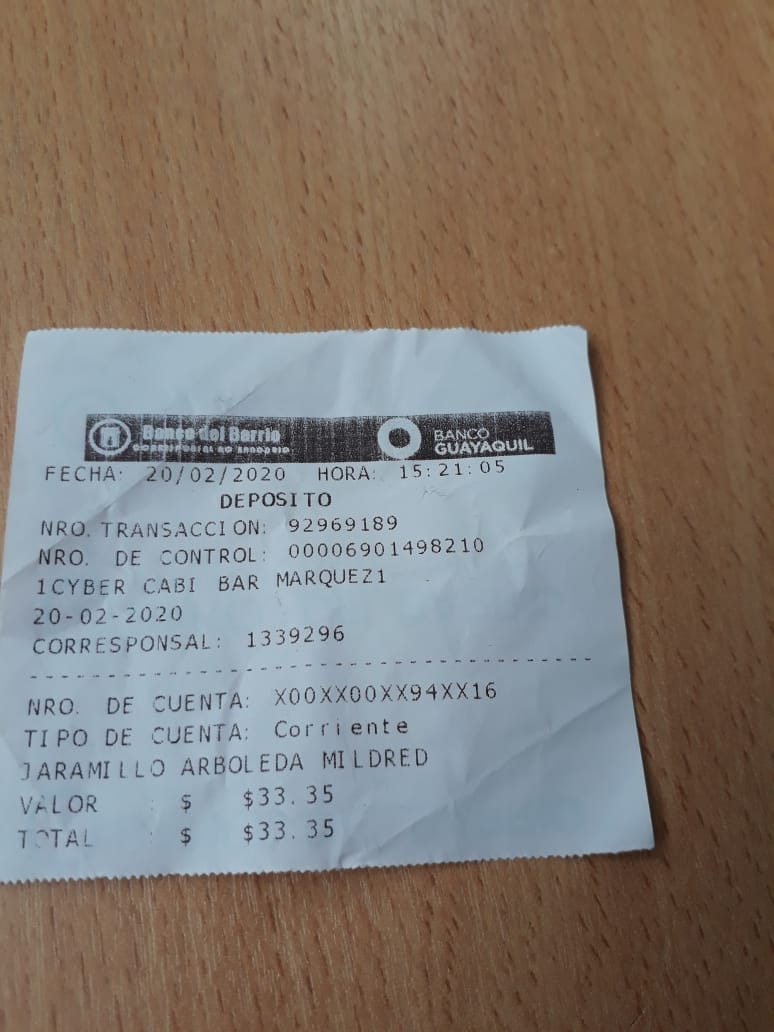 Banco del Barrio
BANCO
GUAYAQUIL
FECHA: 20/02/2020 HORA: 15:21:05
DEPOSITO
NRO. TRANSACCION: 92969189
NRO. DE CONTROL: 00006901498210
1CYBER CABI BAR MARQUEZ1
20-02-2020
CORRESPONSAL: 1339296
NRO. DE CUENTA: X00XX00XX94XX16
TIPO DE CUENTA: Corriente
JARAMILLO ARBOLEDA MILDRED
VALOR : $ $33.35
TOTAL : $ $33.35